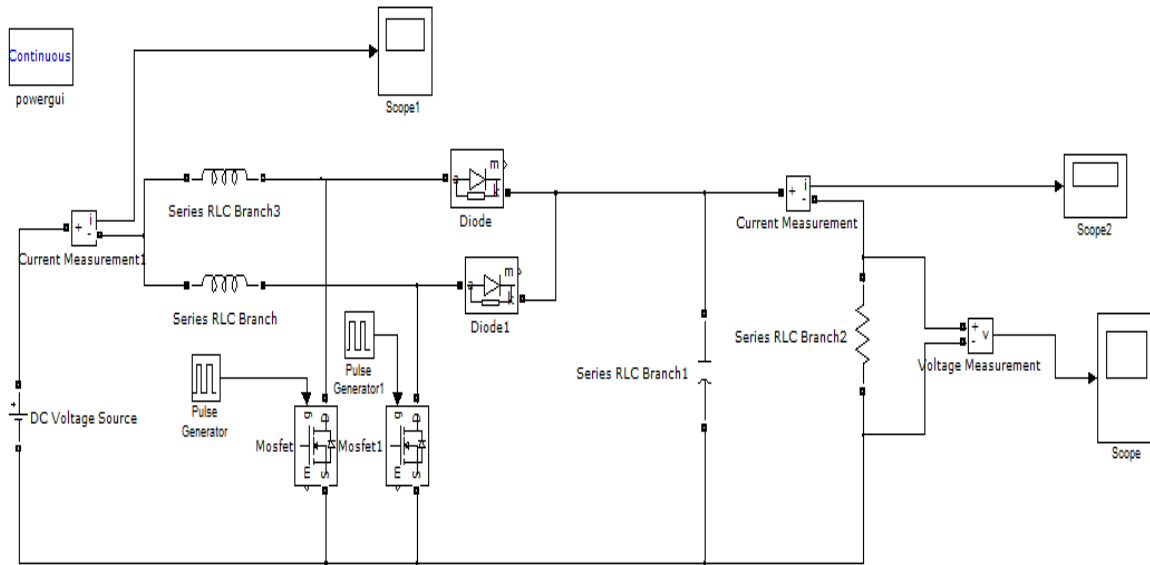 Continuous
powergui
Scope1
Series RLC Branch3
m
a
k
Diode
i
+
-
Current Measurement1
i
+
-
Current Measurement
Scope2
Series RLC Branch
m
a
k
Diode1
Pulse
Generator
Pulse
Generator1
+
DC Voltage Source
Mosfet
g
D
m
S
Mosfet1
g
D
m
S
Series RLC Branch1
Series RLC Branch2
+
-
v
Voltage Measurement
Scope